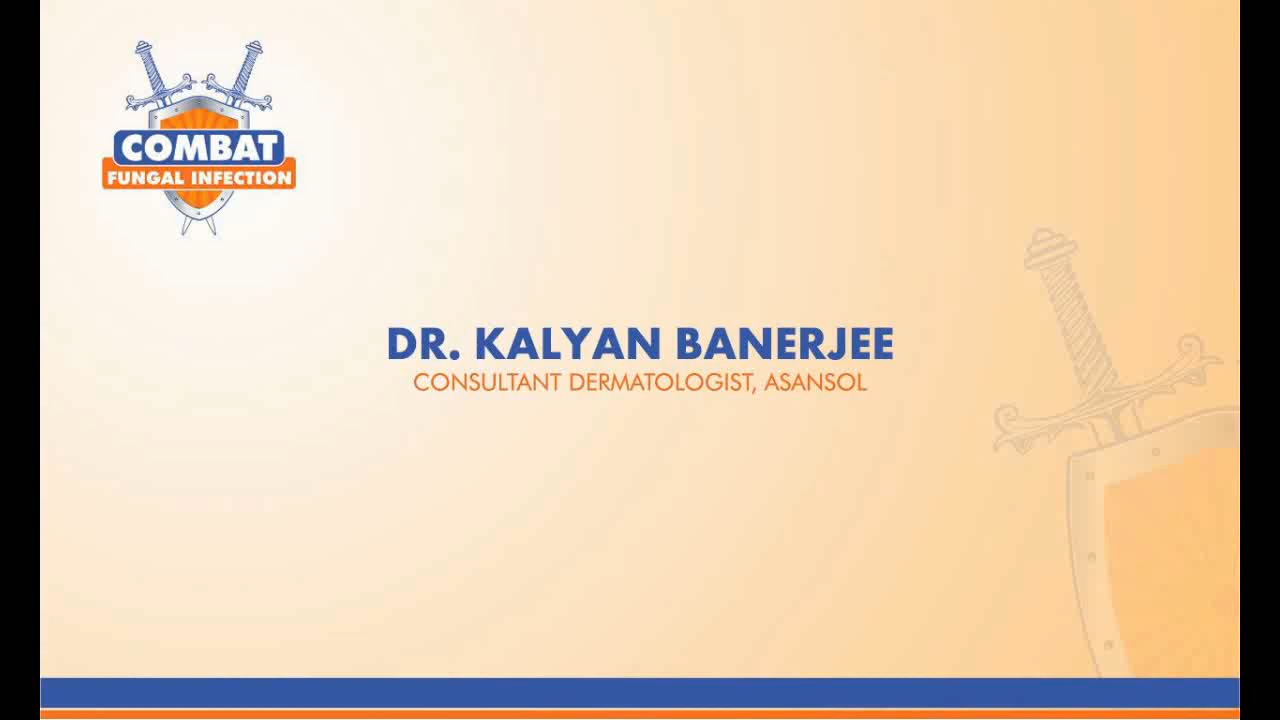 COMBAT
FUNGAL INFECTION
DR. KALYAN BANERJEE
CONSULTANT DERMATOLOGIST, ASANSOL